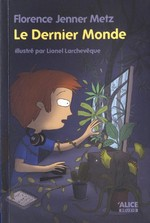 Florence Jenner Metz
Le Dernier Monde
illustré par Lionel Larchevêque
ALICE